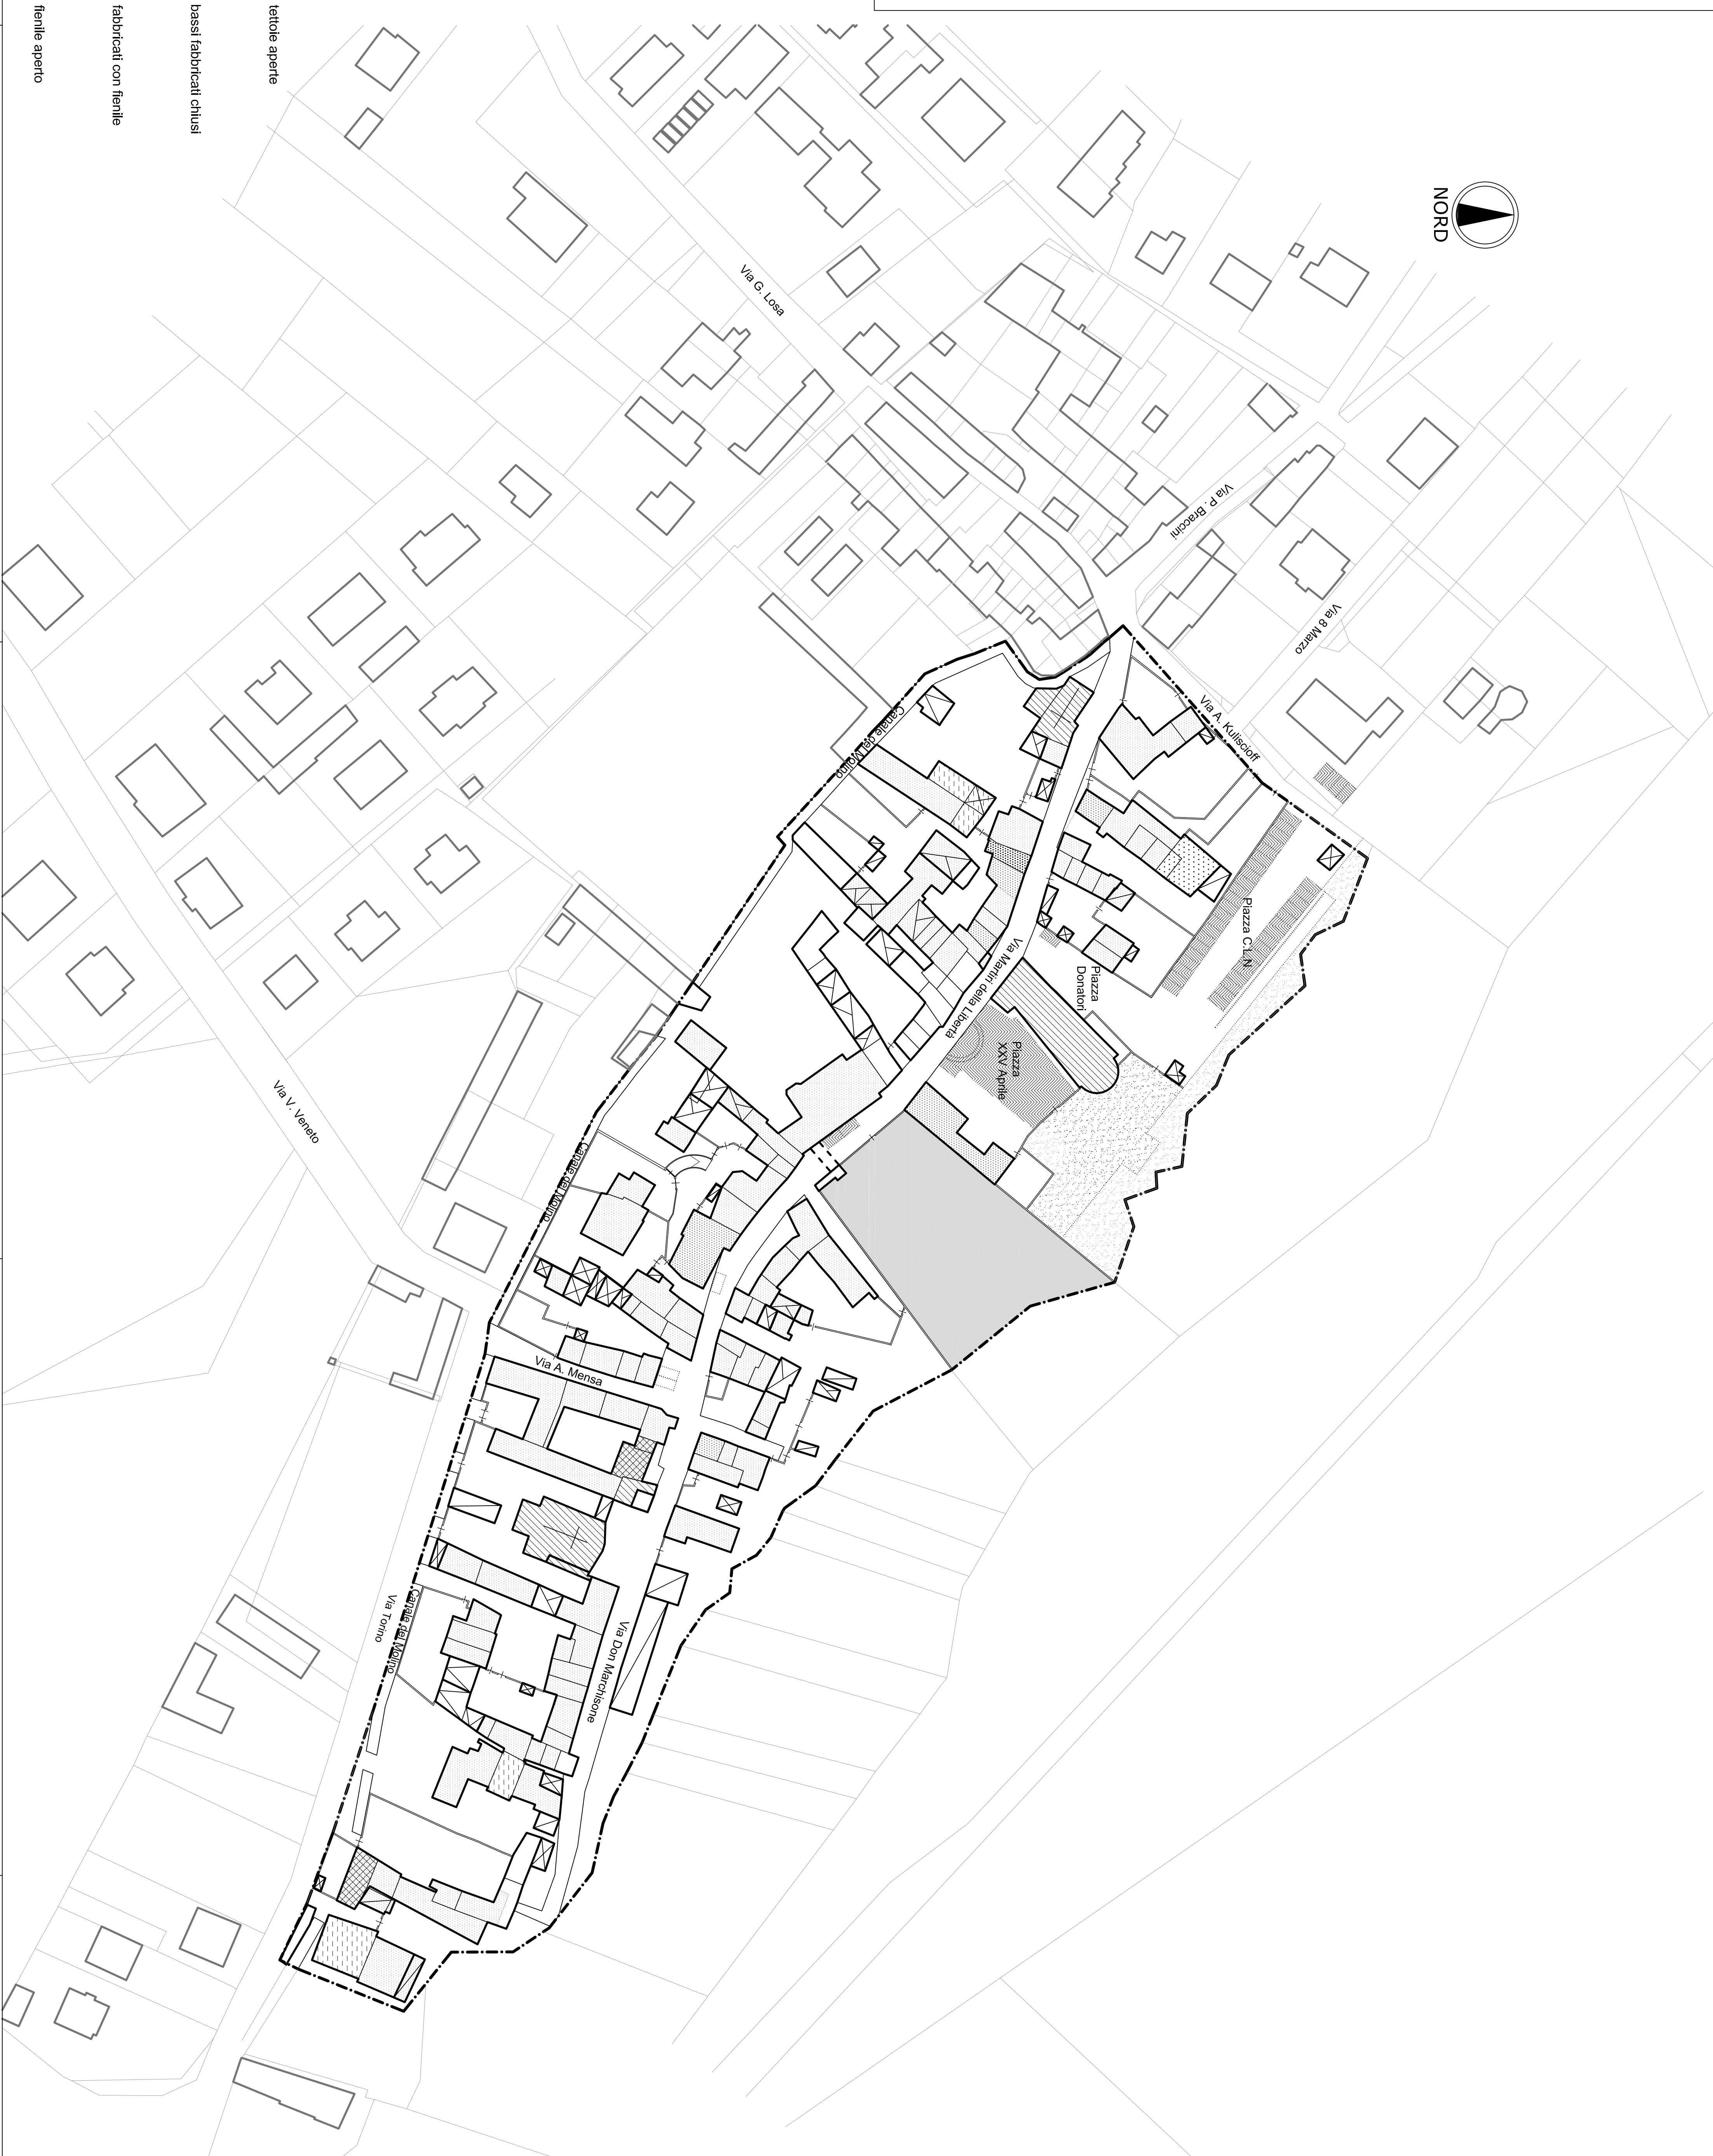 tettoie aperte
bassi fabbricati chiusi
fabbricati con fienile
fienile aperto
NORD
Via G. Losa
Via P. Braccini
Via 8 Marzo
Via A. Kuliscioff
Canale del Molino
Piazza C.L.N
Piazza
Donatori
Via Martiri della Libertà
Piazza
XXV Aprile
Via V. Veneto
Canale del Molino
Via A. Mensa
Canale del Molino
Via Torino
Via Don Marchisone